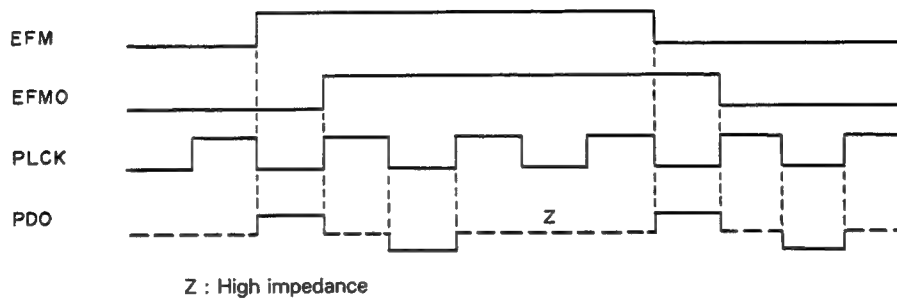 EFM
EFMO
PLCK
PDO
Z
Z : High impedance